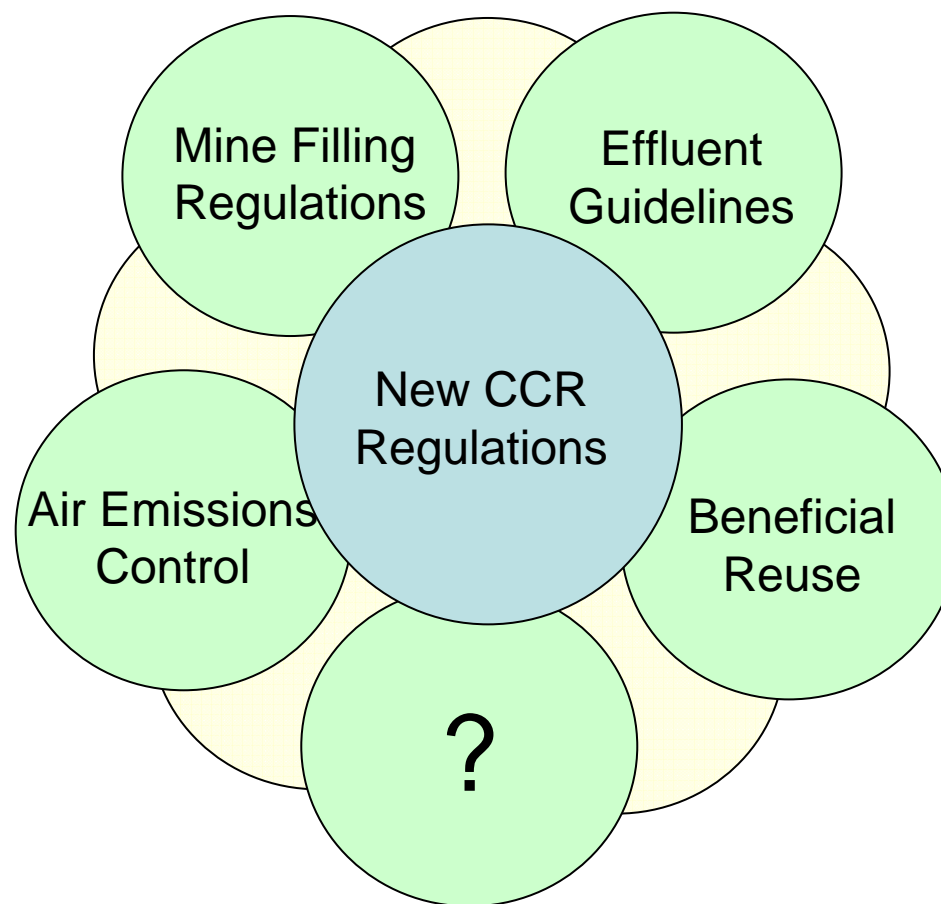 Mine Filling
Regulations
Effluent
Guidelines
New CCR
Regulations
Air Emissions
Control
Beneficial
Reuse
?